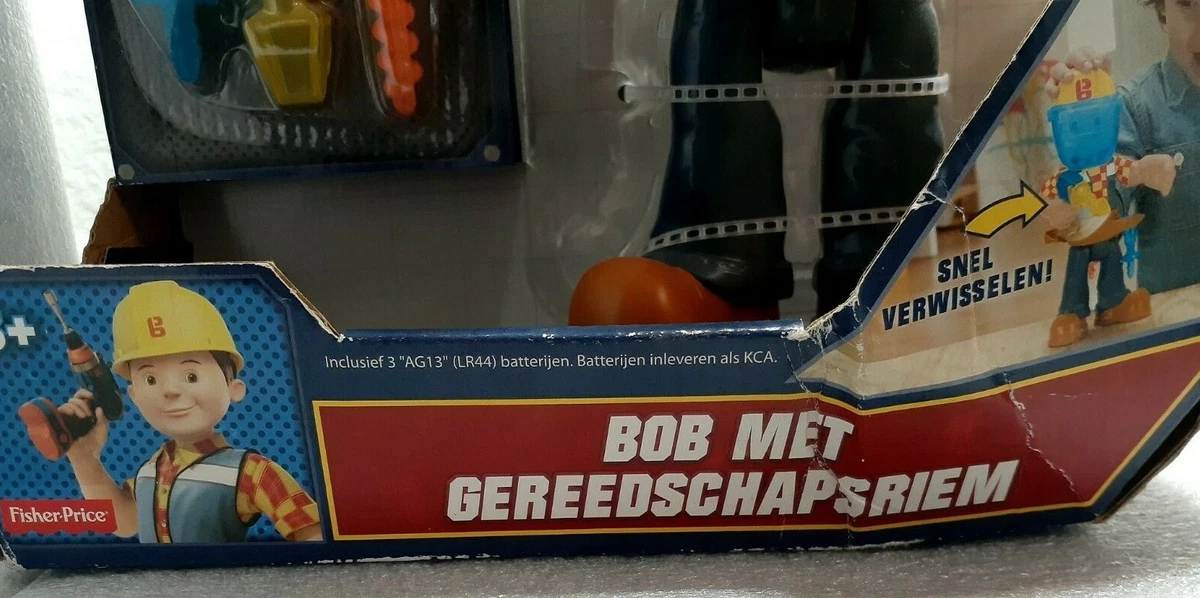 SNEL
VERWISSELEN!
Inclusief 3 "AG13" (LR44) batterijen. Batterijen inleveren als KCA.
BOB MET
GEREEDSCHAPSRIEM
Fisher-Price